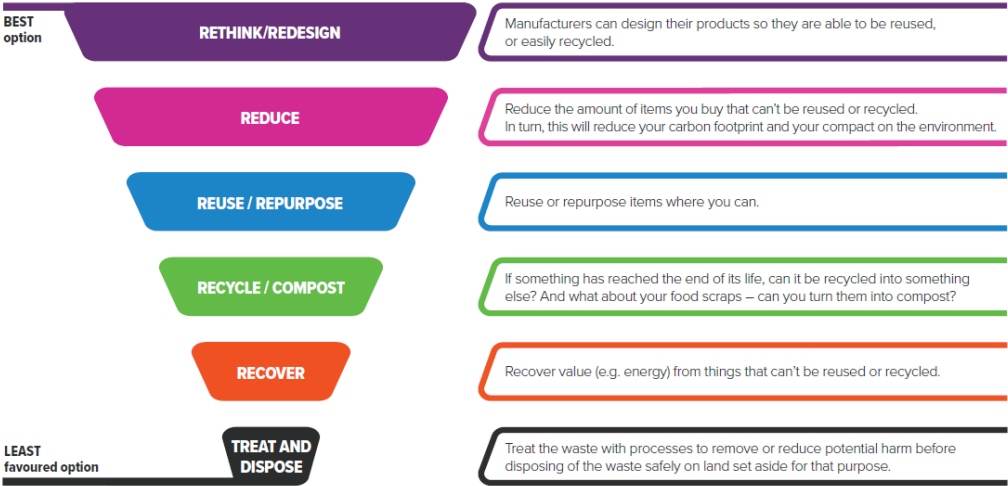 BEST
option
RETHINK/REDESIGN
Manufacturers can design their products so they are able to be reused,
or easily recycled.
REDUCE
Reduce the amount of items you buy that can't be reused or recycled.
In turn, this will reduce your carbon footprint and your compact on the environment.
REUSE / REPURPOSE
Reuse or repurpose items where you can.
RECYCLE / COMPOST
If something has reached the end of its life, can it be recycled into something
else? And what about your food scraps – can you turn them into compost?
RECOVER
Recover value (e.g. energy) from things that can't be reused or recycled.
LEAST
favoured option
TREAT AND
DISPOSE
Treat the waste with processes to remove or reduce potential harm before
disposing of the waste safely on land set aside for that purpose.